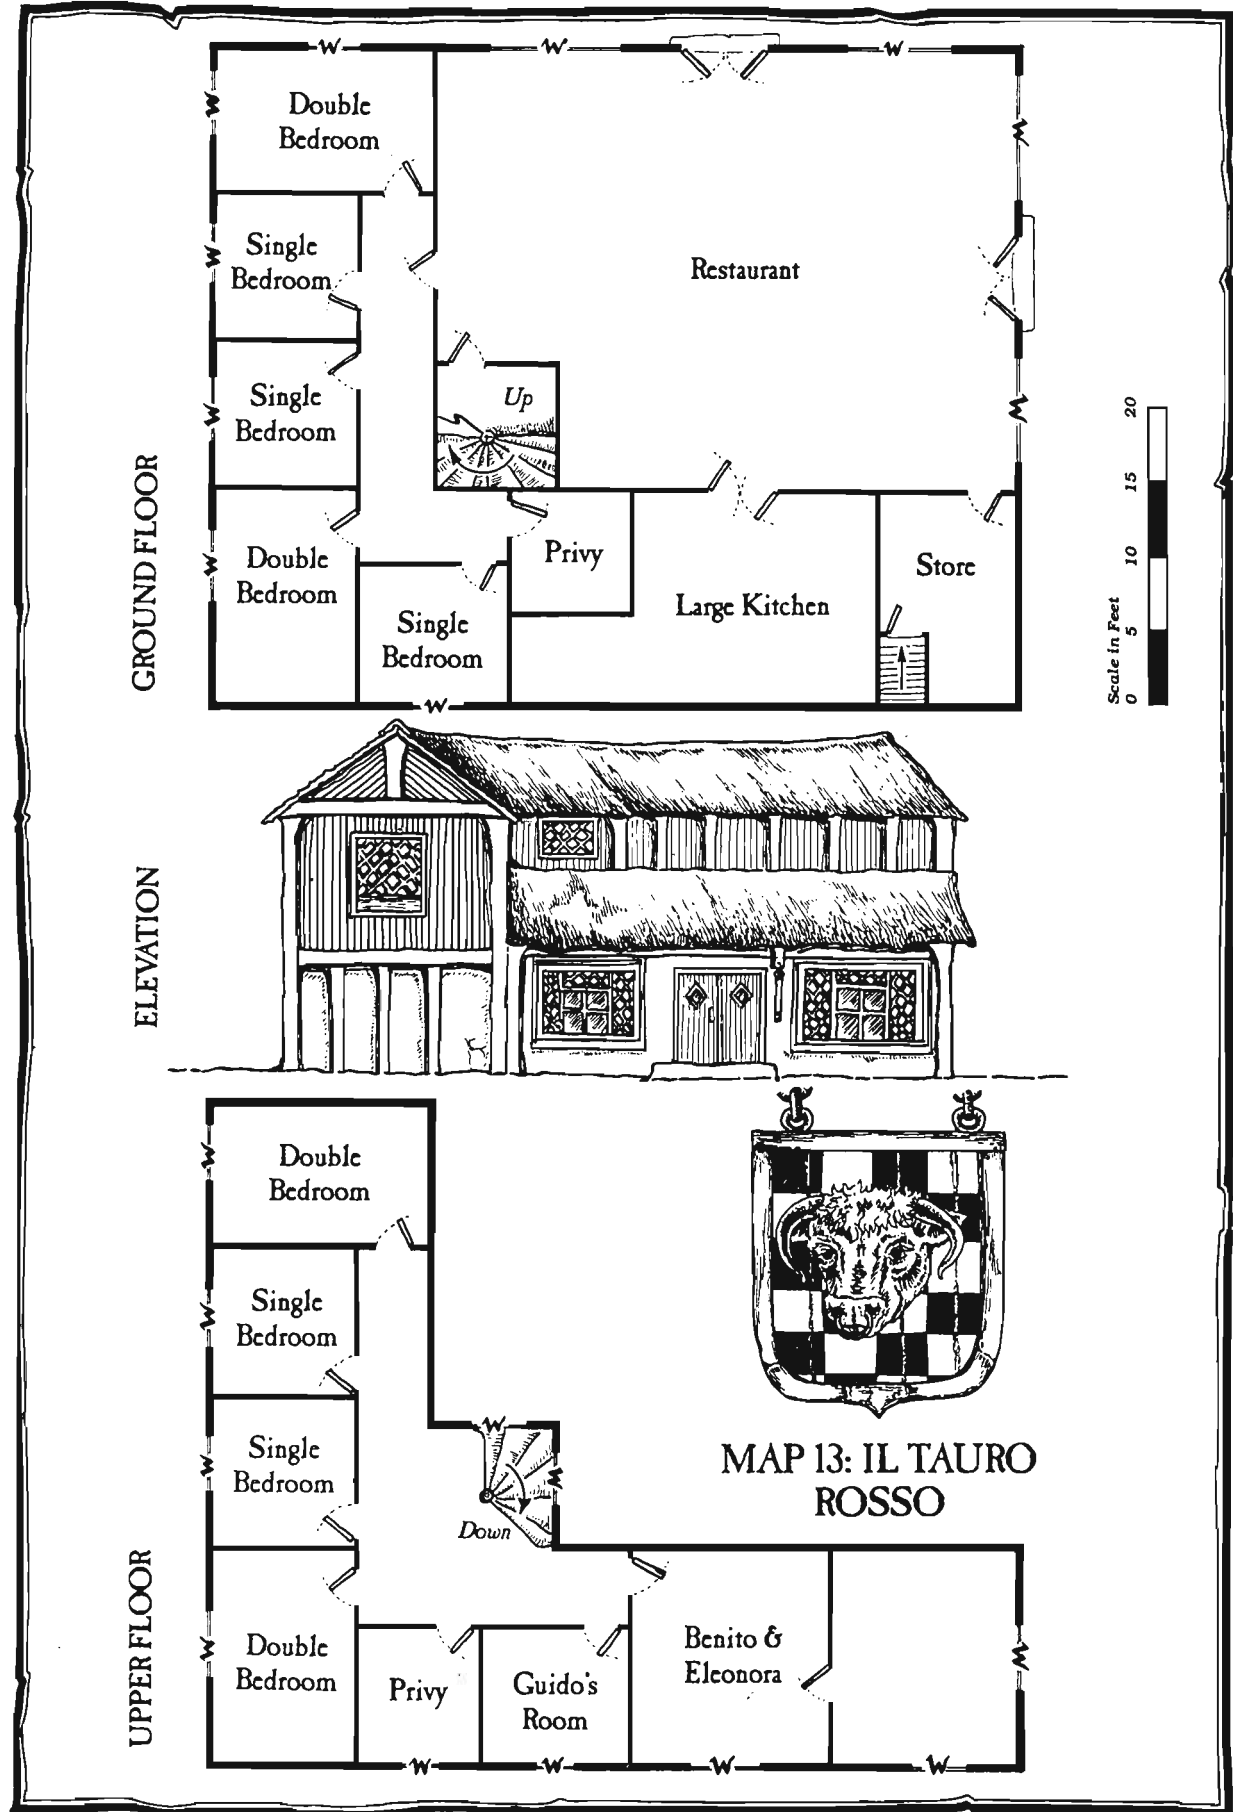 W
W
W
Double
Bedroom
W
W
Single
Bedroom
W
Restaurant
Single
Bedroom
W
Up
W
GROUND FLOOR
Double
Bedroom
W
Privy
Store
Large Kitchen
Single
Bedroom
W
Scale in Feet
0 5 10 15 20
ELEVATION
Double
Bedroom
W
Single
Bedroom
W
Single
Bedroom
W
W
W
Down
MAP 13: IL TAURO
ROSSO
UPPER FLOOR
Double
Bedroom
W
Privy
Guido's
Room
Benito &
Eleonora
W
W
W
W
W